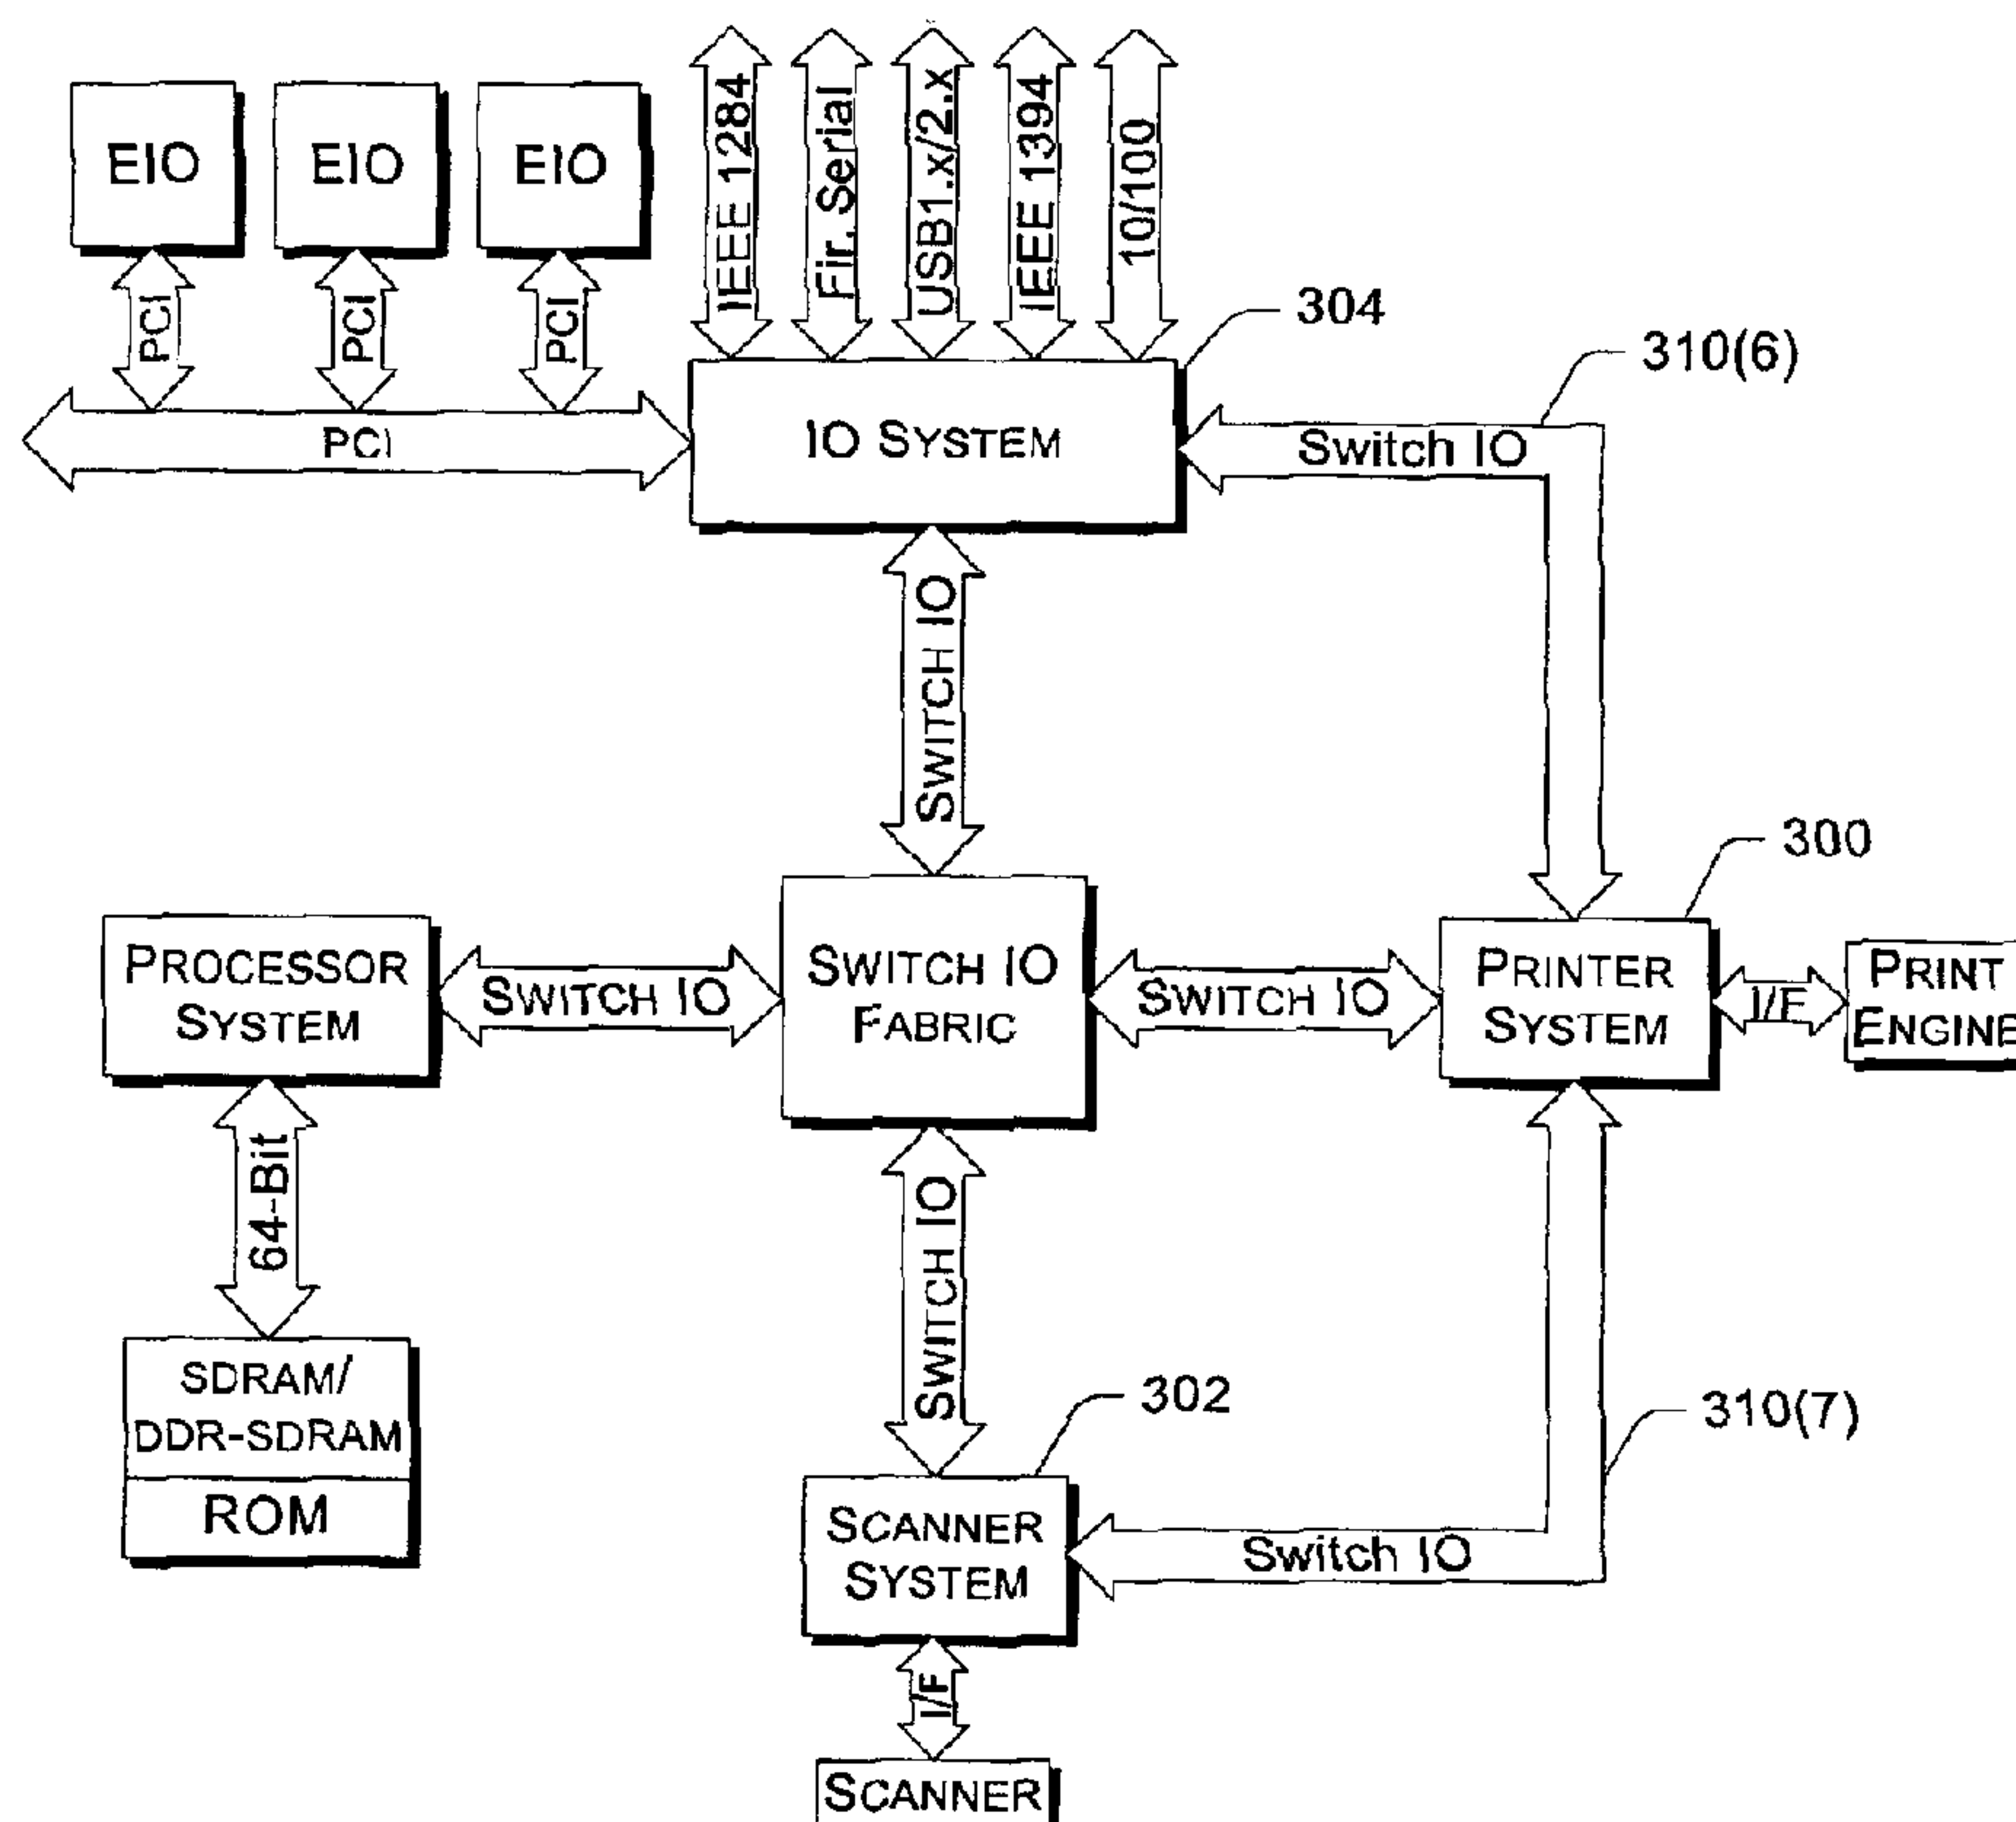 IEEE 1284
Fir. Serial
USB1.x/2.x
IEEE 1394
10/100
EIO
EIO
EIO
PCI
PCI
PCI
304
310(6)
PCI
IO SYSTEM
Switch IO
SWITCH IO
300
PROCESSOR
SYSTEM
SWITCH IO
SWITCH IO
FABRIC
SWITCH IO
PRINTER
SYSTEM
I/F
PRINT
ENGINE
64-Bit
SWITCH IO
SDRAM/
DDR-SDRAM
ROM
302
310(7)
SCANNER
SYSTEM
Switch IO
I/F
SCANNER